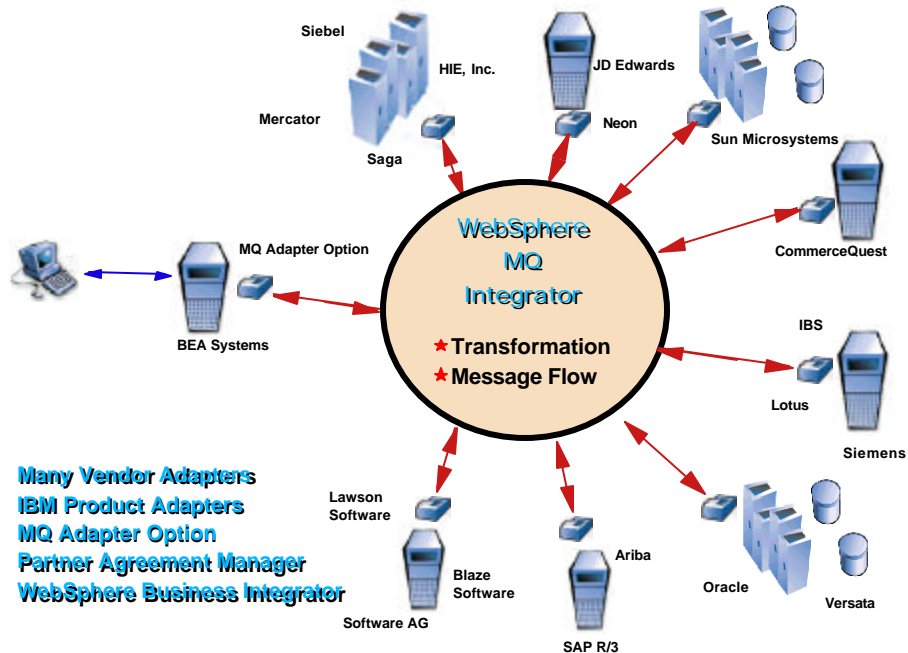 Siebel
HIE, Inc.
Mercator
Saga
JD Edwards
Neon
Sun Microsystems
CommerceQuest
MQ Adapter Option
BEA Systems
WebSphere
MQ
Integrator
★ Transformation
★ Message Flow
IBS
Lotus
Siemens
Many Vendor Adapters
IBM Product Adapters
MQ Adapter Option
Partner Agreement Manager
WebSphere Business Integrator
Lawson
Software
Blaze
Software
Software AG
Ariba
SAP R/3
Oracle
Versata